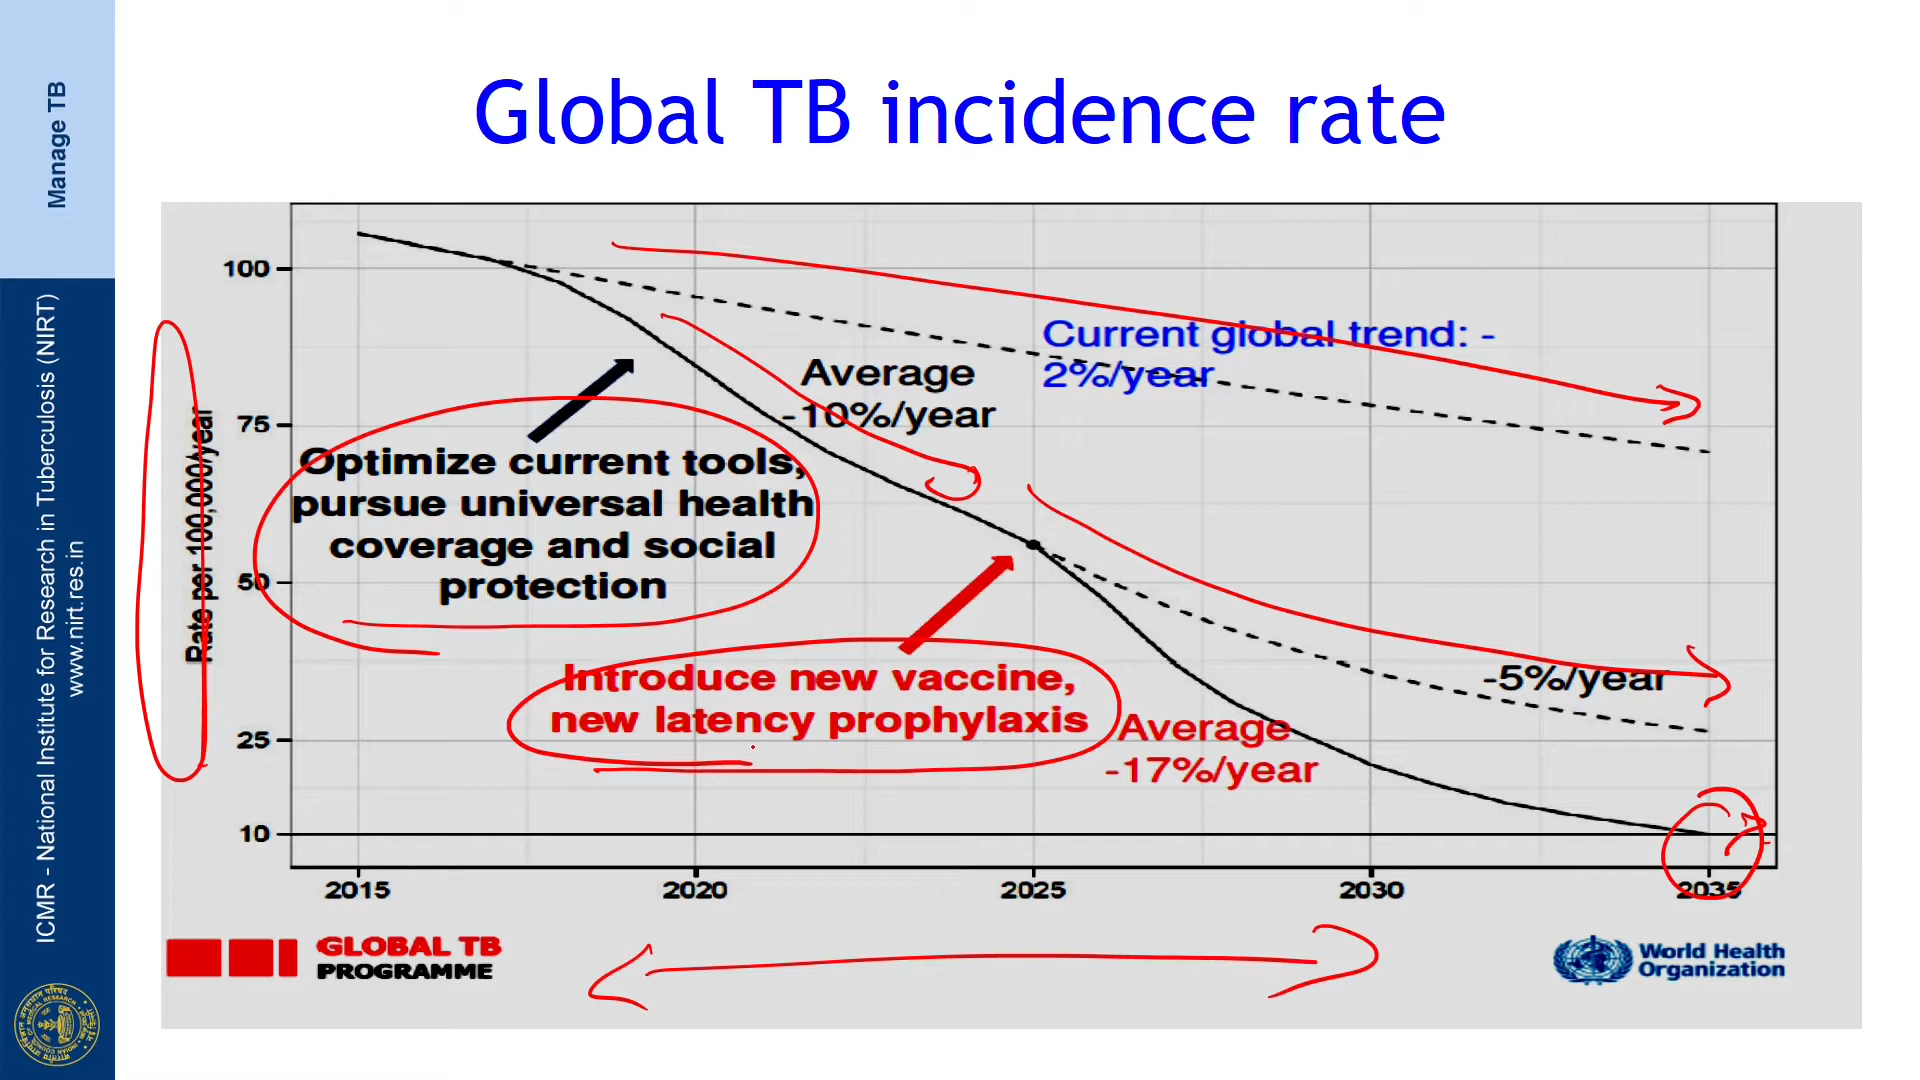 Global TB incidence rate
Manage TB
ICMR - National Institute for Research in Tuberculosis (NIRT)
www.nirt.res.in
Rate per 100,000/year
100
75
50
25
10
Current global trend: -
2%/year
Average
-10%/year
Optimize current tools,
pursue universal health
coverage and social
protection
Introduce new vaccine,
new latency prophylaxis
-5%/year
Average
-17%/year
2015
2020
2025
2030
2035
GLOBAL TB
PROGRAMME
World Health
Organization